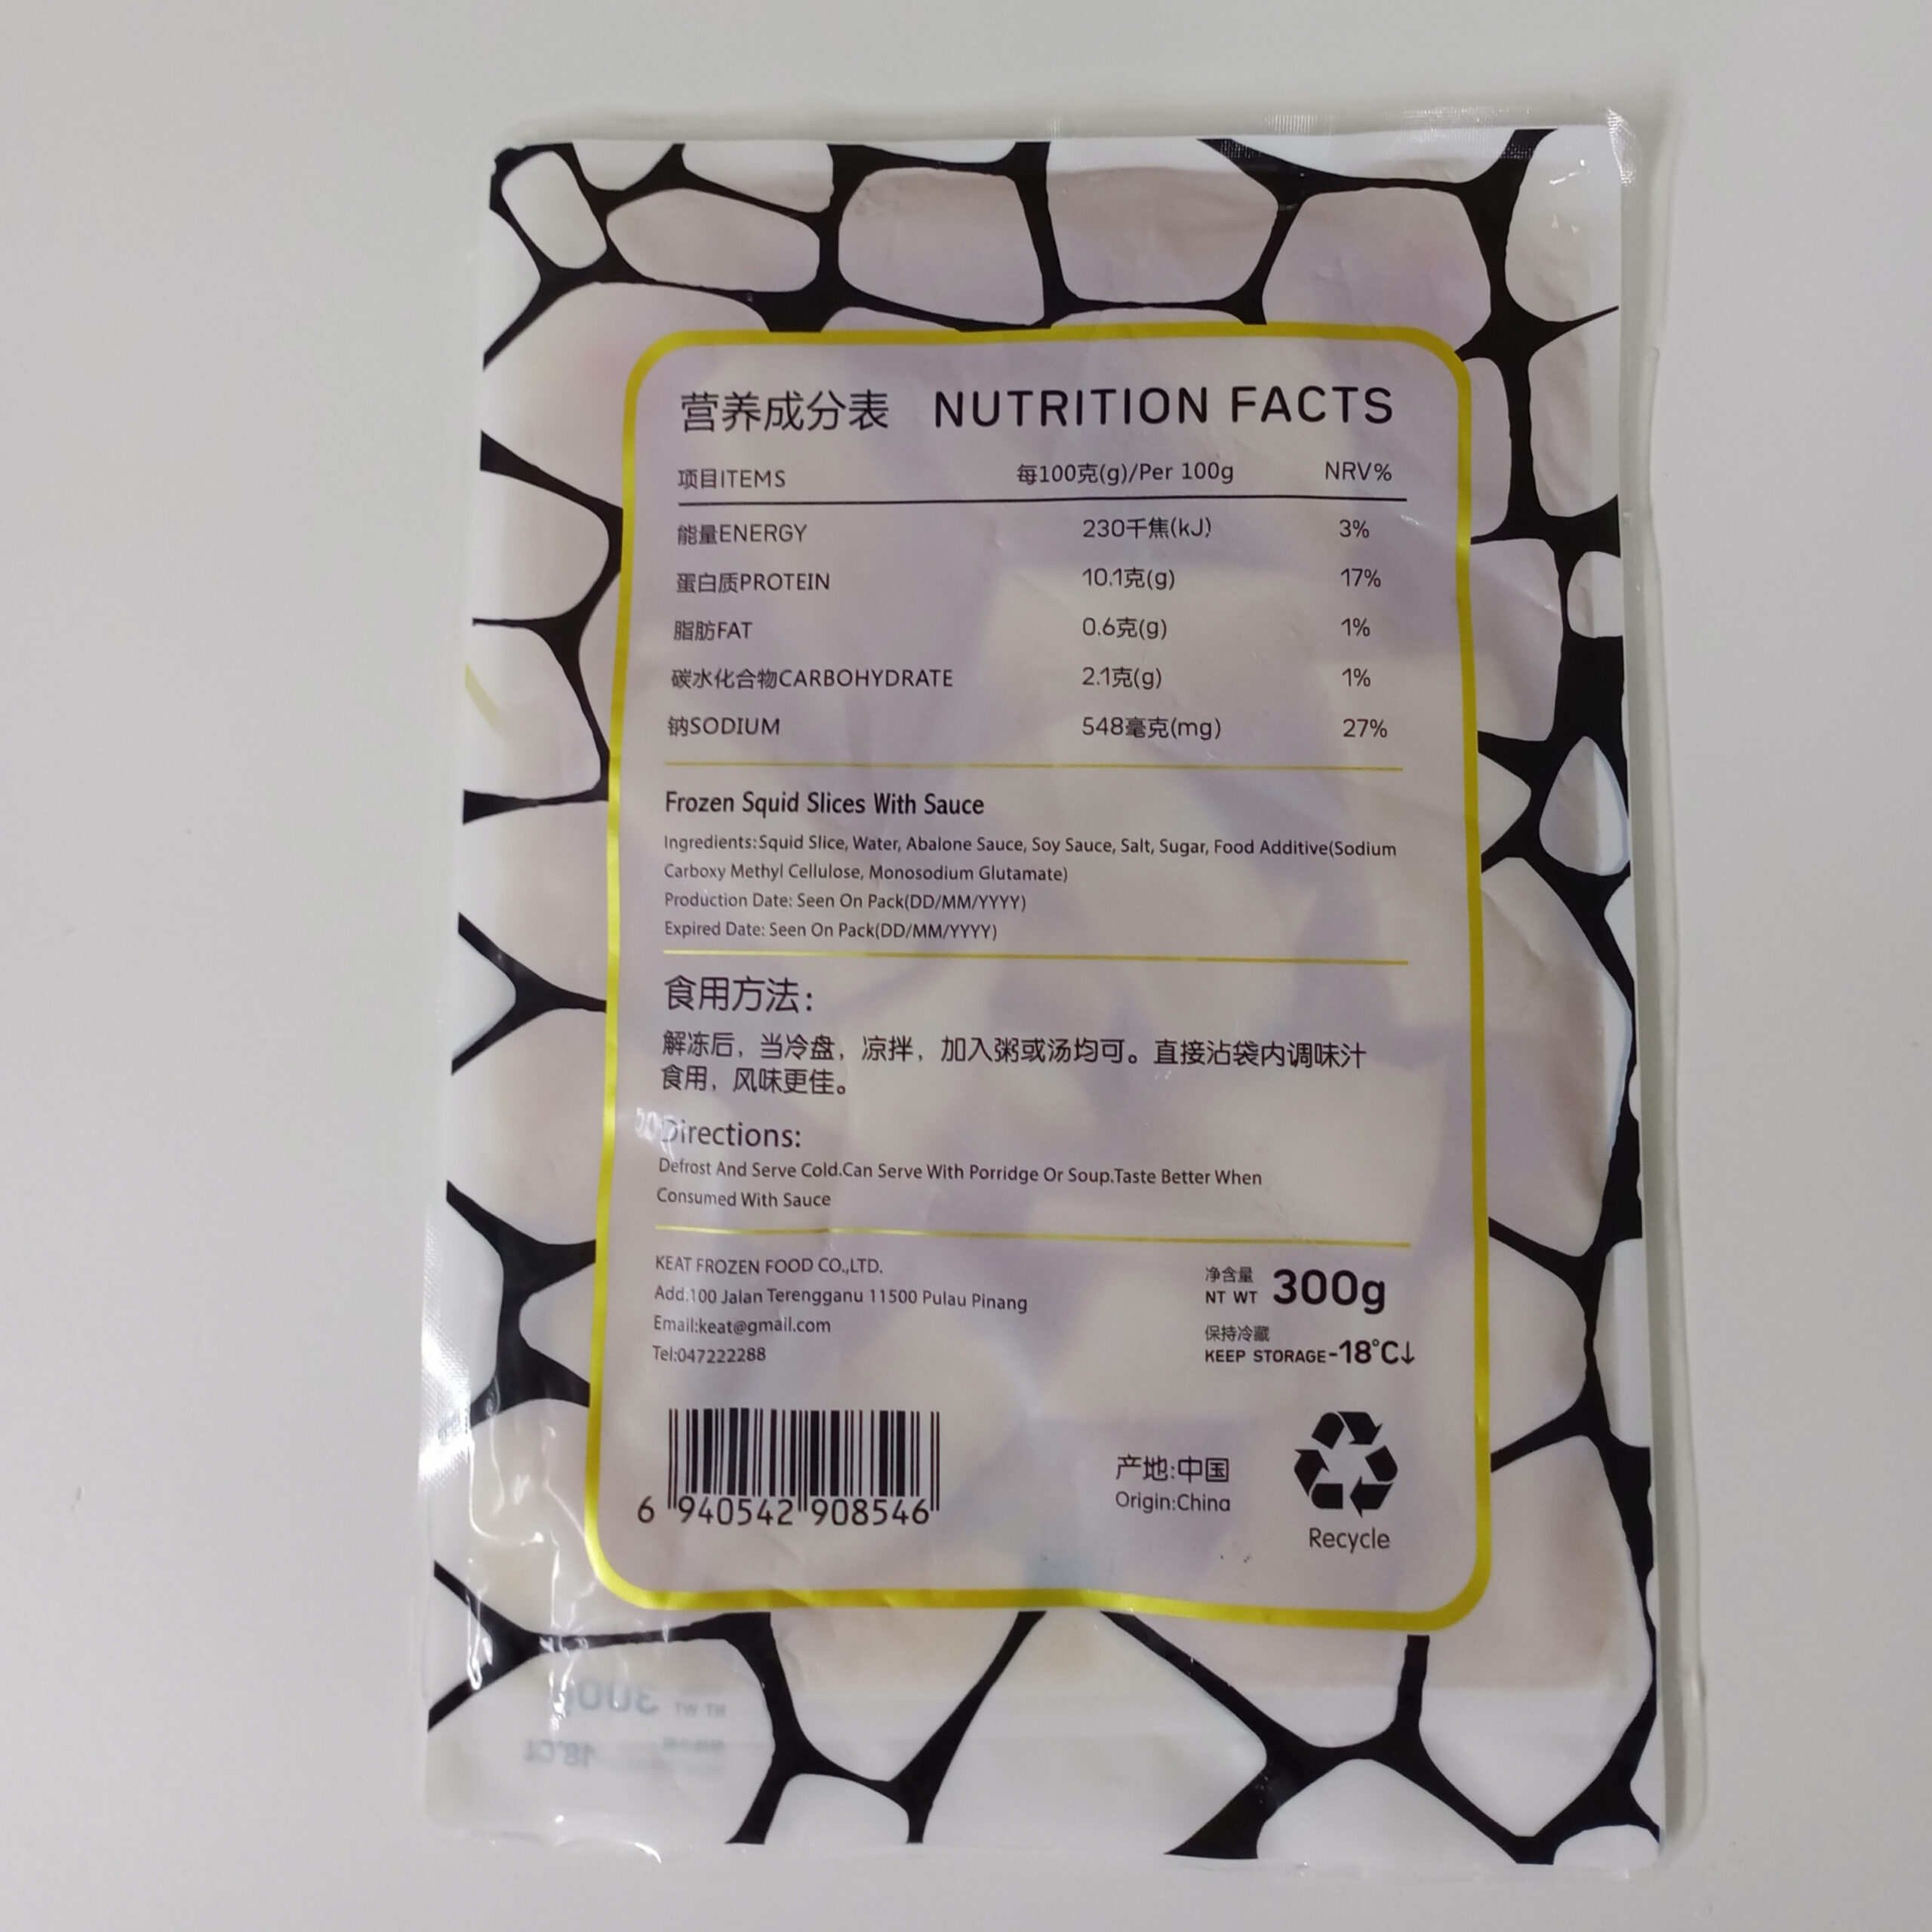 营养成分表 NUTRITION FACTS
项目ITEMS 每100克(g)/Per 100g NRV%
能量ENERGY 230千焦(kJ) 3%
蛋白质PROTEIN 10.1克(g) 17%
脂肪FAT 0.6克(g) 1%
碳水化合物CARBOHYDRATE 2.1克(g) 1%
钠SODIUM 548毫克(mg) 27%
Frozen Squid Slices With Sauce
Ingredients:Squid Slice, Water, Abalone Sauce, Soy Sauce, Salt, Sugar, Food Additive(Sodium
Carboxy Methyl Cellulose, Monosodium Glutamate)
Production Date: Seen On Pack(DD/MM/YYYY)
Expired Date: Seen On Pack(DD/MM/YYYY)
食用方法:
解冻后，当冷盘，凉拌，加入粥或汤均可。直接沾袋内调味汁
食用，风味更佳。
Directions:
Defrost And Serve Cold.Can Serve With Porridge Or Soup.Taste Better When
Consumed With Sauce
KEAT FROZEN FOOD CO.,LTD.
Add:100 Jalan Terengganu 11500 Pulau Pinang
Email:keat@gmail.com
Tel:047222288
净含量
NT WT 300g
保持冷藏
KEEP STORAGE-18°C↓
6 940542 908546
产地:中国
Origin:China
Recycle
300g NT WT
18°C↓